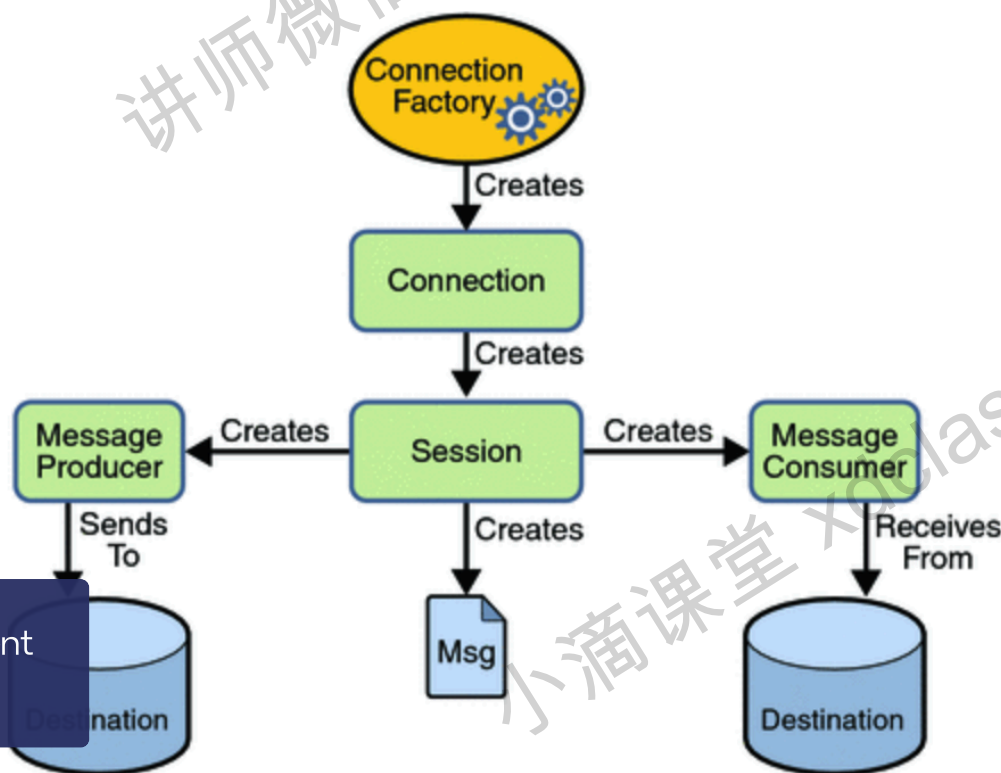 讲师微
Connection
Factory
Creates
Connection
Creates
Message
Producer
Creates
Session
Creates
Message
Consumer
Sends
To
Creates
Receives
From
nt
Destination
Msg
Destination
小滴课堂 xdclas